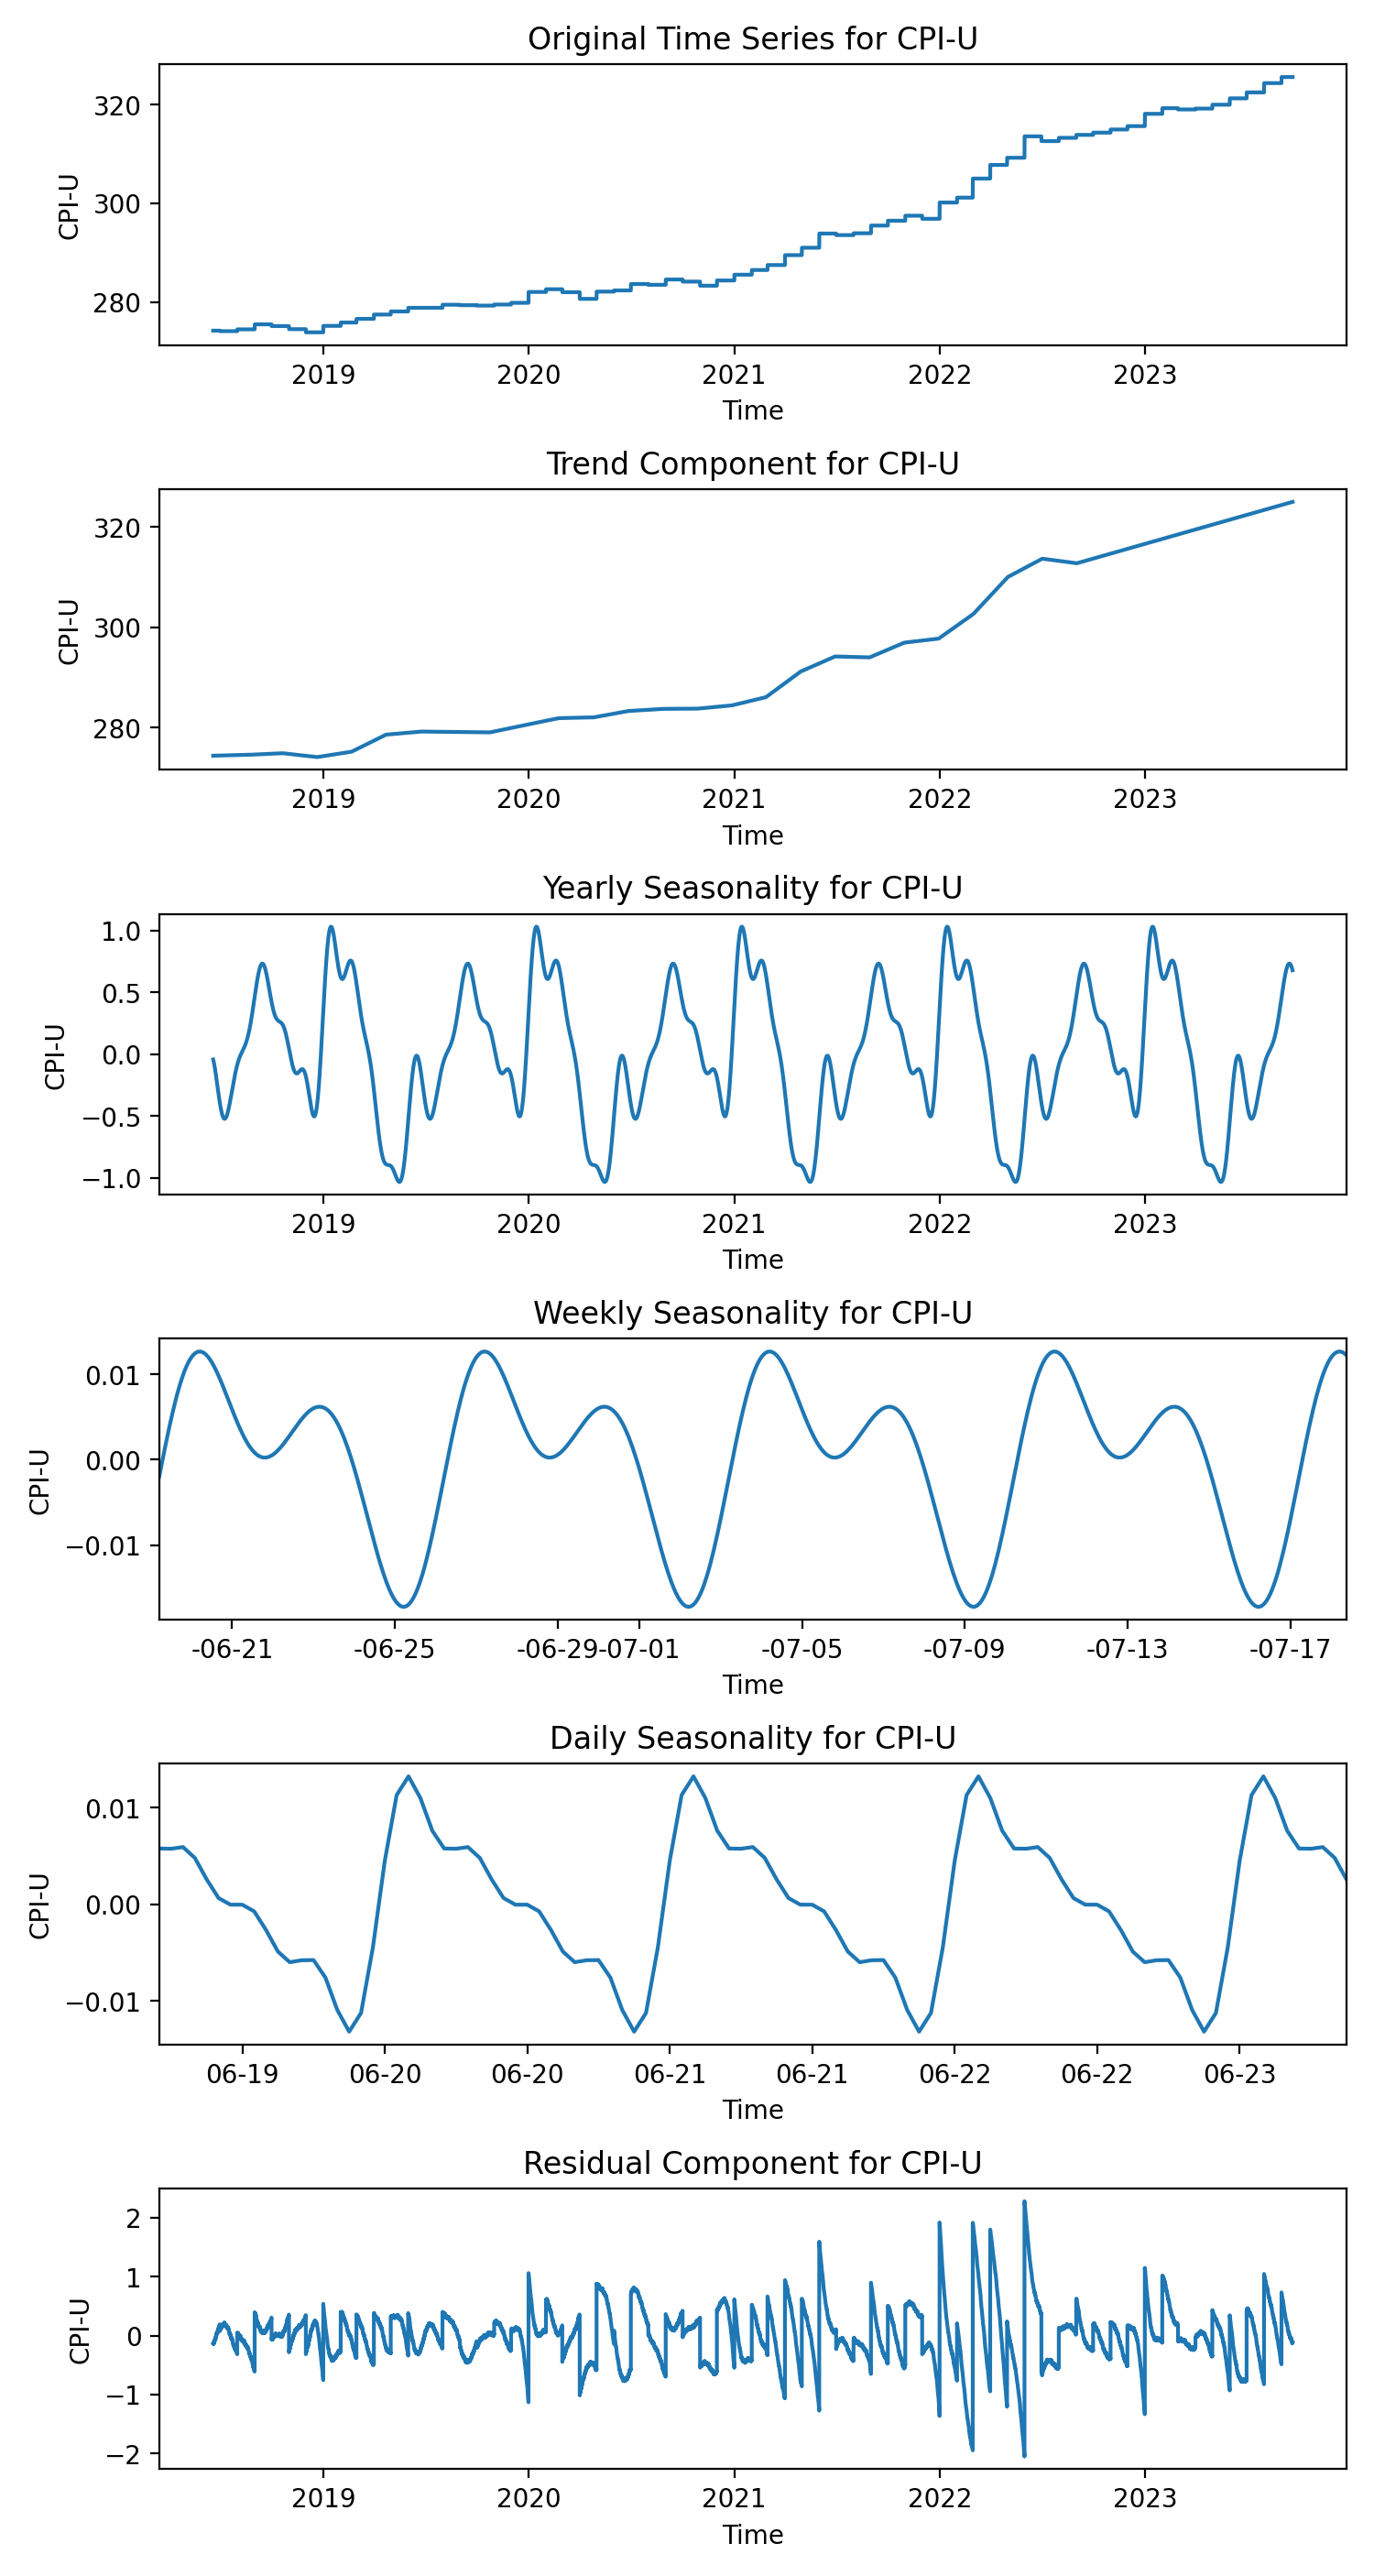 Original Time Series for CPI-U
320
300
280
CPI-U
2019 2020 2021 2022 2023
Time
Trend Component for CPI-U
320
300
280
CPI-U
2019 2020 2021 2022 2023
Time
Yearly Seasonality for CPI-U
1.0
0.5
0.0
−0.5
−1.0
CPI-U
2019 2020 2021 2022 2023
Time
Weekly Seasonality for CPI-U
0.01
0.00
−0.01
CPI-U
-06-21 -06-25 -06-29 -07-01 -07-05 -07-09 -07-13 -07-17
Time
Daily Seasonality for CPI-U
0.01
0.00
−0.01
CPI-U
06-19 06-20 06-20 06-21 06-21 06-22 06-22 06-23
Time
Residual Component for CPI-U
2
1
0
−1
−2
CPI-U
2019 2020 2021 2022 2023
Time